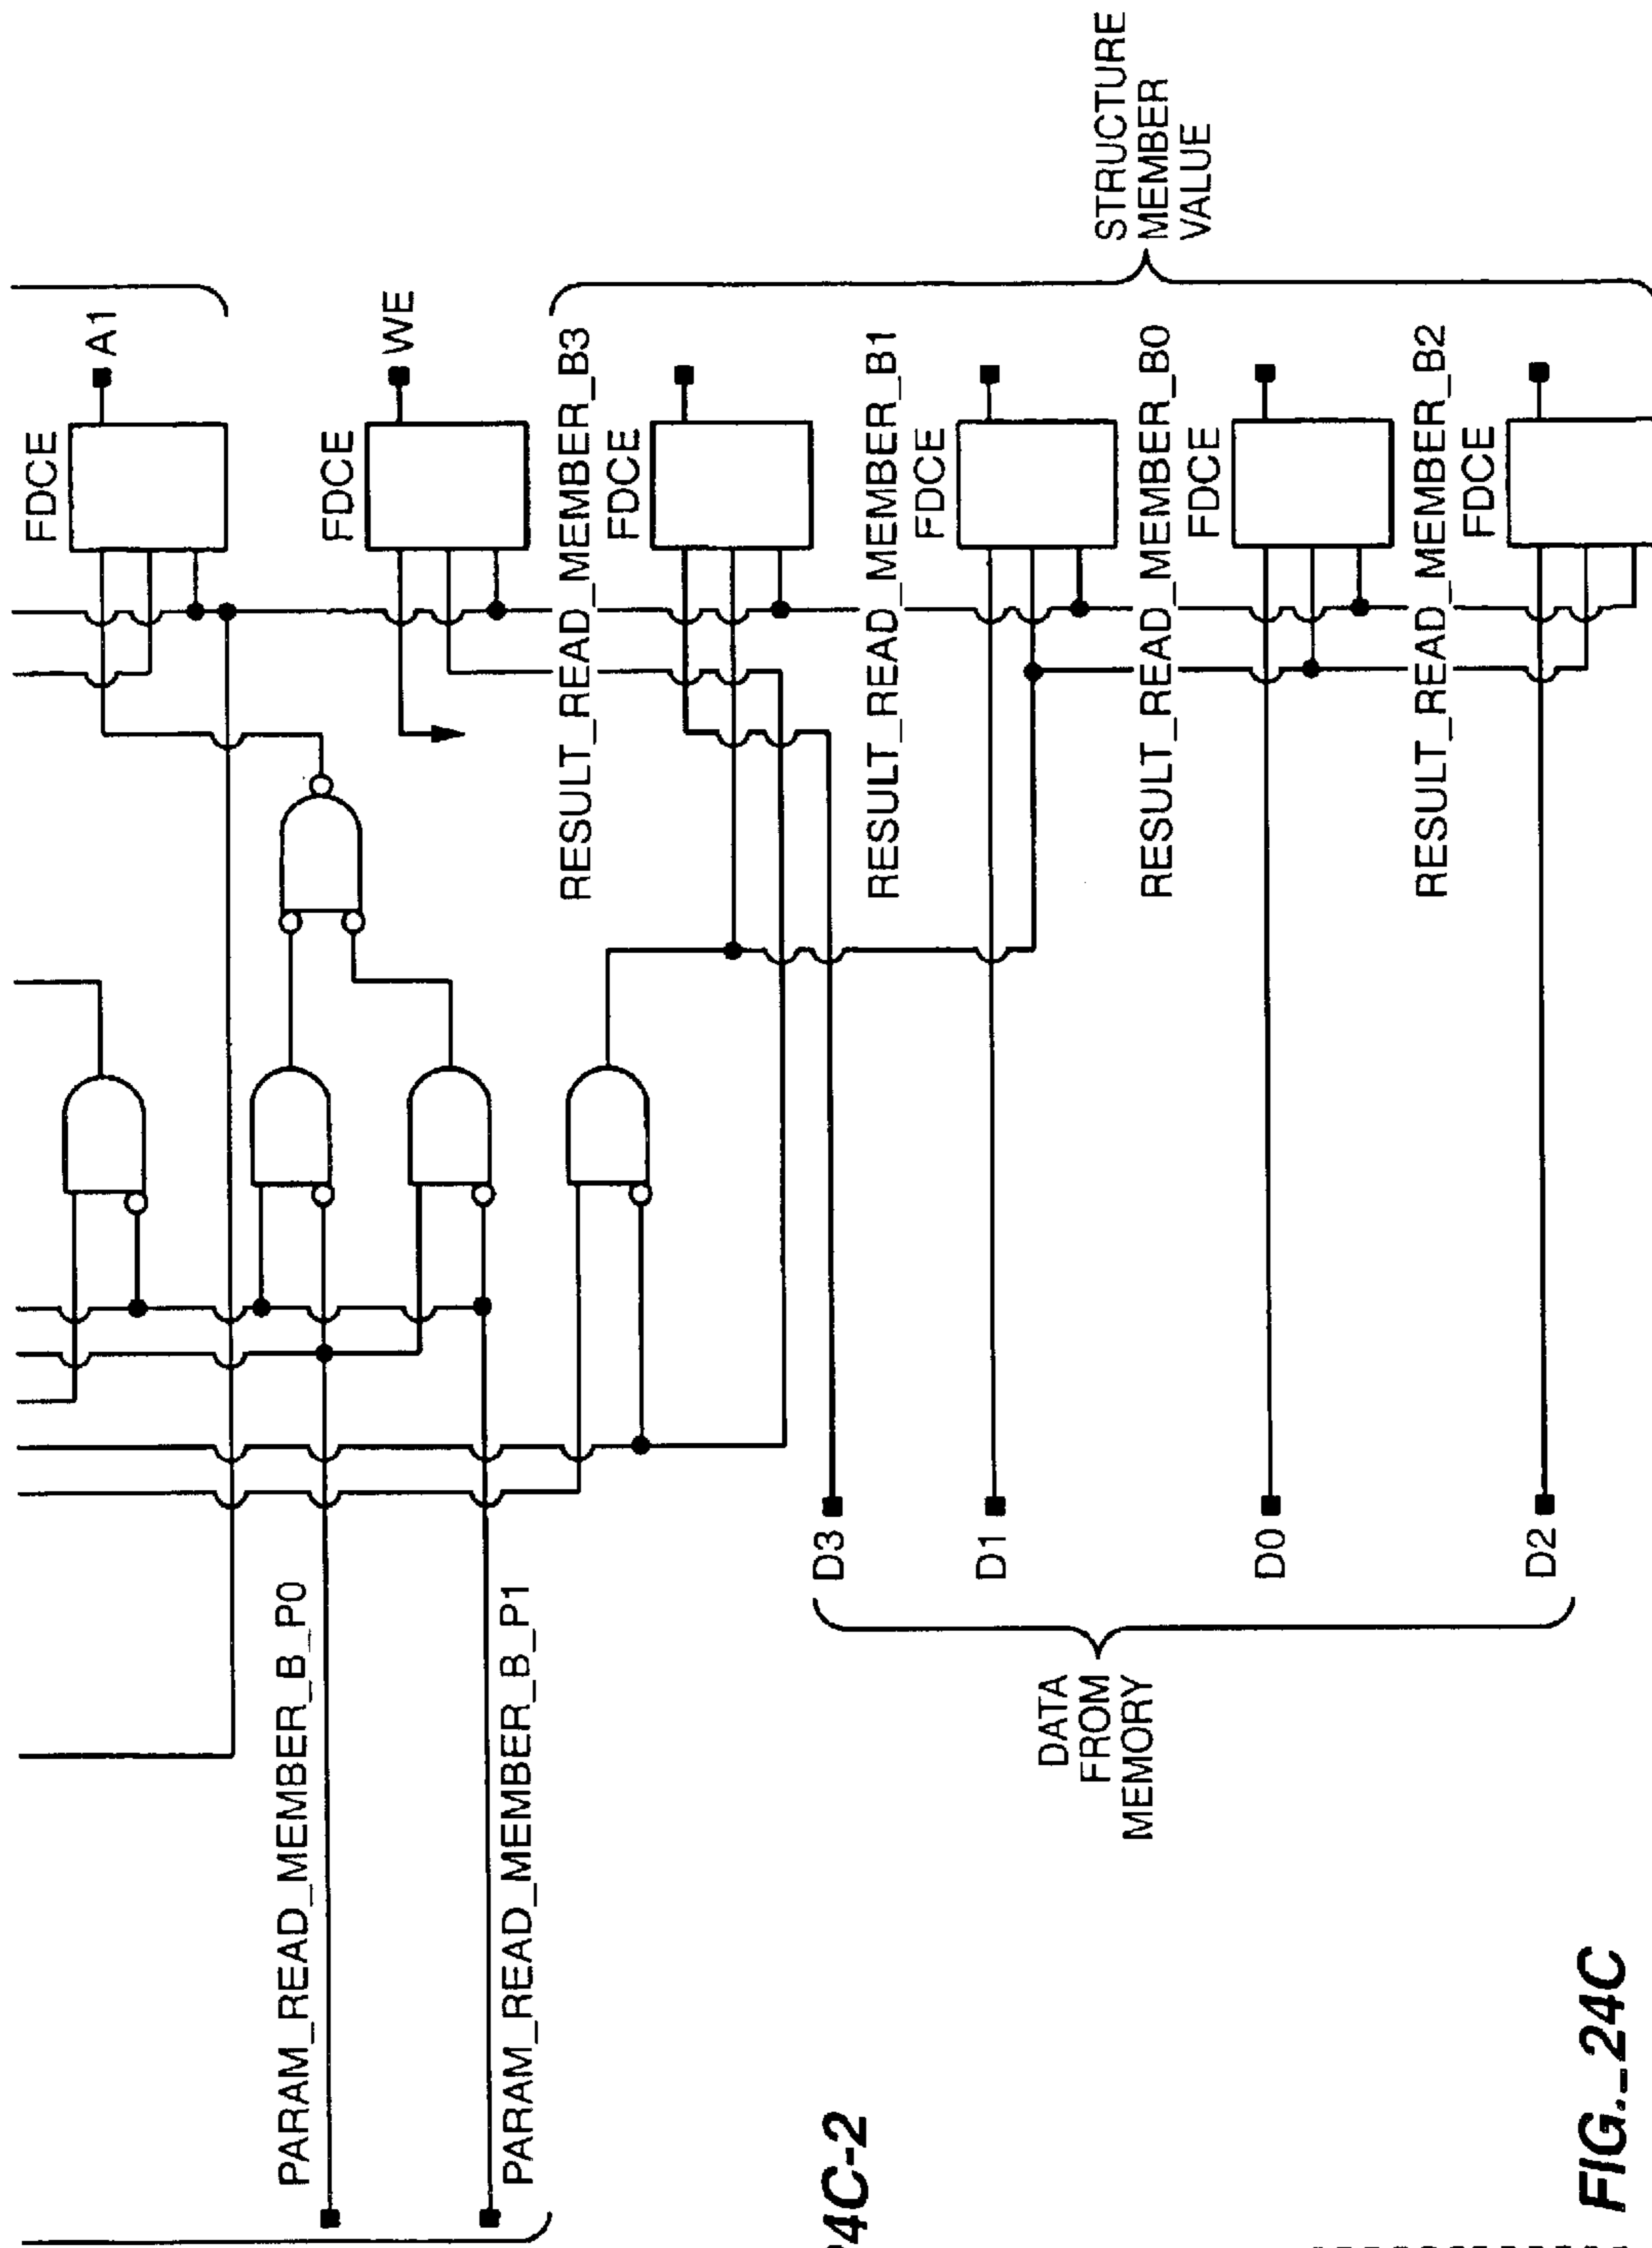 FDCE
A1
FDCE
WE
RESULT_READ_MEMBER_B3
FDCE
RESULT_READ_MEMBER_B1
FDCE
RESULT_READ_MEMBER_B0
FDCE
RESULT_READ_MEMBER_B2
FDCE
STRUCTURE
MEMBER
VALUE
PARAM_READ_MEMBER_B_P0
PARAM_READ_MEMBER_B_P1
D3
D1
D0
D2
DATA
FROM
MEMORY
4C-2
FIG._24C